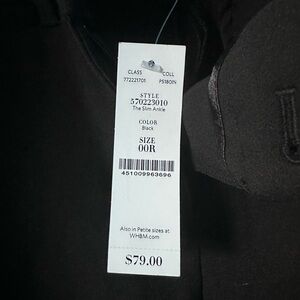 CLASS COLL
772221701 PS180IN
STYLE
570223010
The Slim Ankle
COLOR
Black
SIZE
00R
451009963696
Also in Petite sizes at
WHBM.com
$79.00